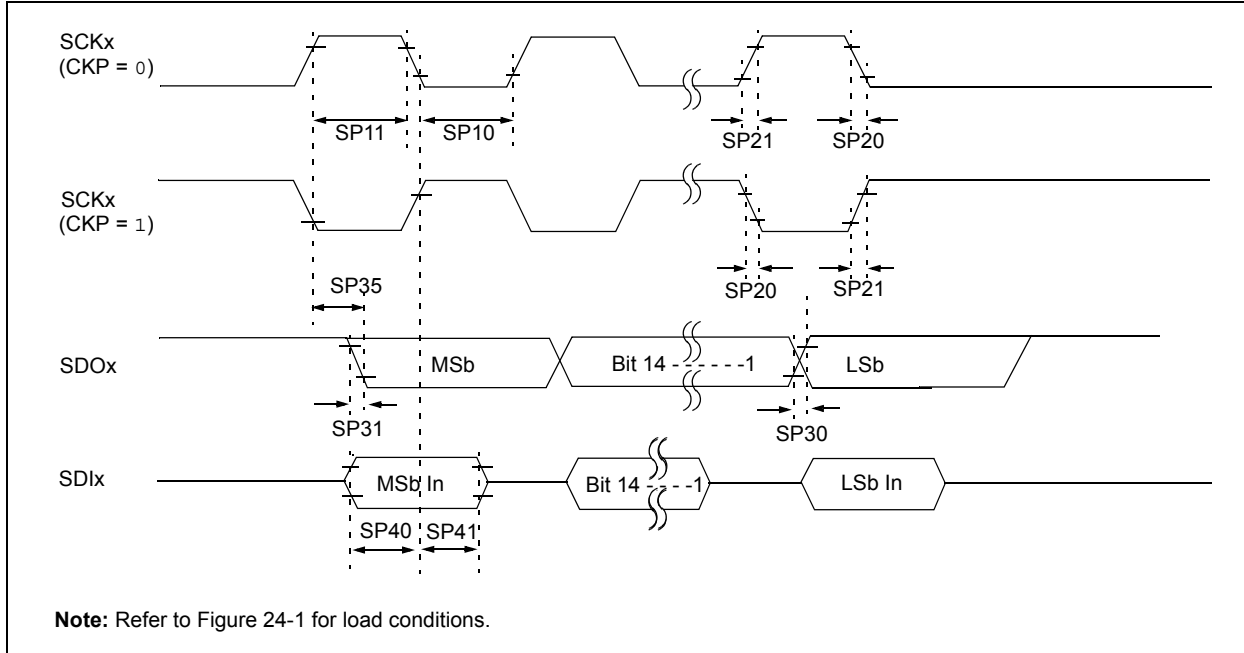 SCKx
(CKP = 0)
SP11
SP10
SP21
SP20
SCKx
(CKP = 1)
SP35
SP20
SP21
SDOx
MSb
Bit 14 - - - - - -1
LSb
SP31
SP30
SDIx
MSb In
Bit 14 - - - -1
LSb In
SP40
SP41
Note: Refer to Figure 24-1 for load conditions.